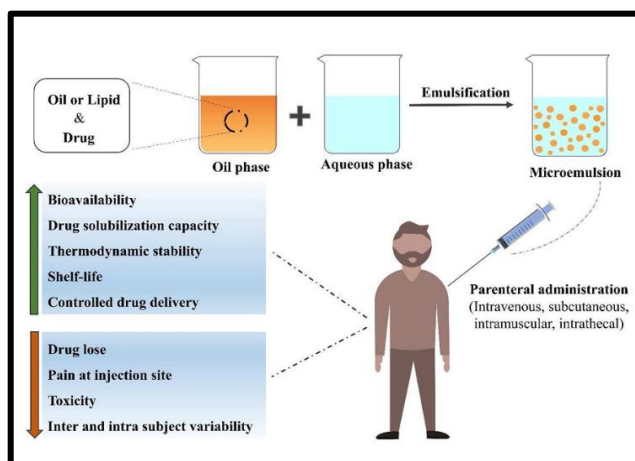 Oil or Lipid
&
Drug
Oil phase
Aqueous phase
Emulsification
Microemulsion
Bioavailability
Drug solubilization capacity
Thermodynamic stability
Shelf-life
Controlled drug delivery
Parenteral administration
(Intravenous, subcutaneous,
intramuscular, intrathecal)
Drug lose
Pain at injection site
Toxicity
Inter and intra subject variability